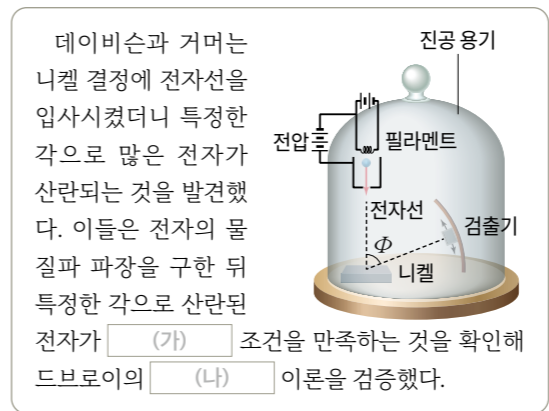 데이비슨과 거머는
니켈 결정에 전자선을
입사시켰더니 특정한
각으로 많은 전자가
산란되는 것을 발견했
다. 이들은 전자의 물
질파 파장을 구한 뒤
특정한 각으로 산란된
전자가 (가) 조건을 만족하는 것을 확인해
드브로이의 (나) 이론을 검증했다.
진공 용기
전압
필라멘트
전자선
검출기
Φ
니켈